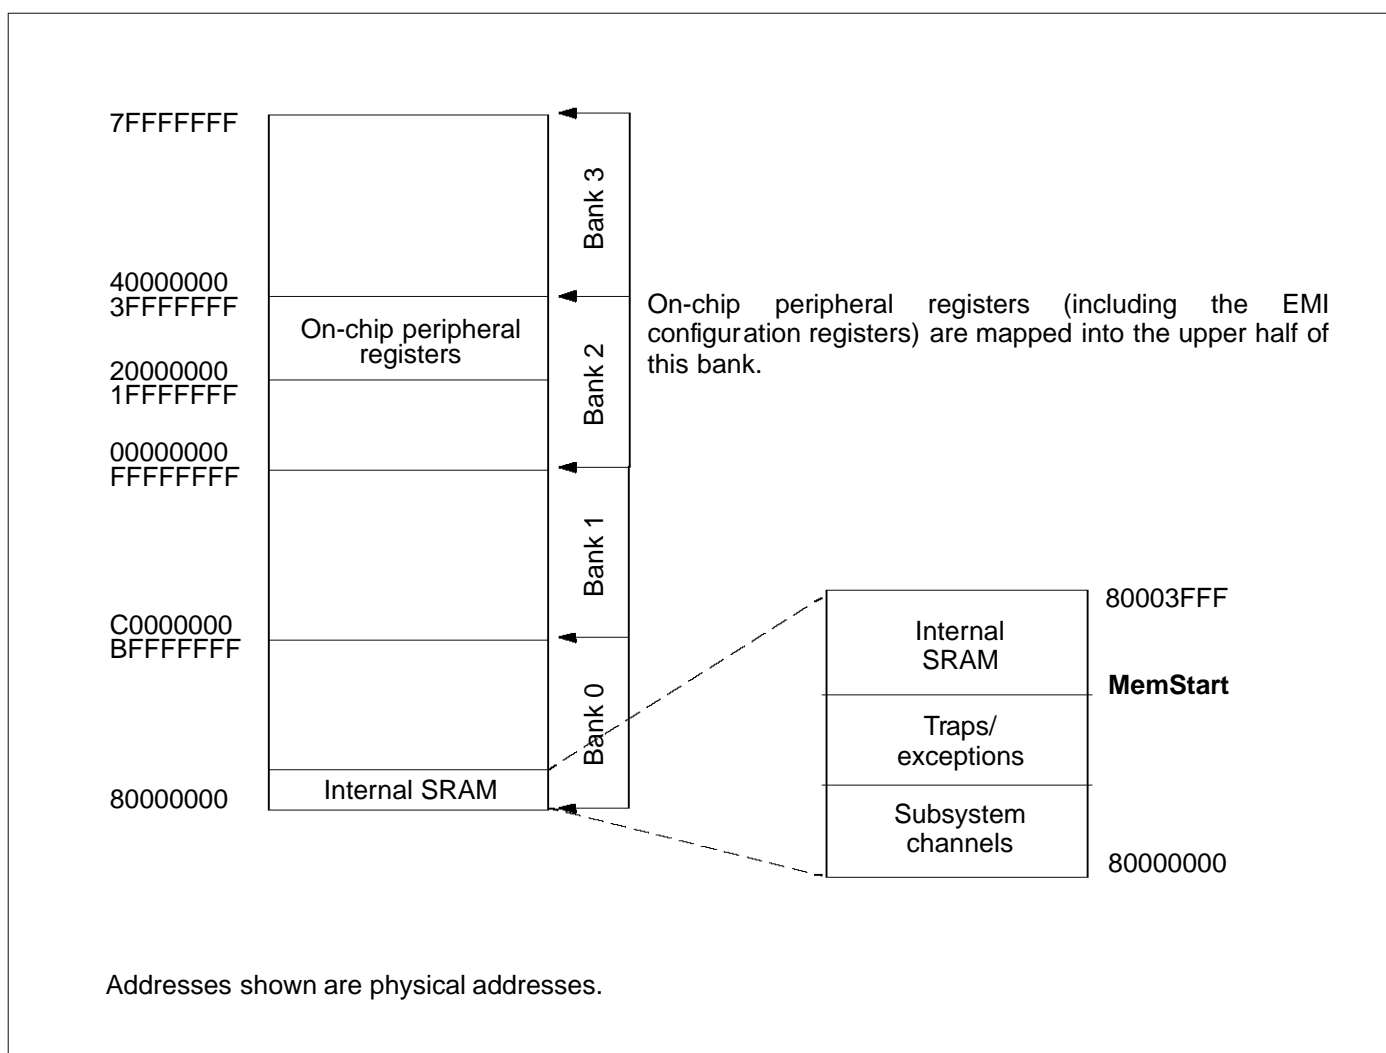 7FFFFFFF
Bank 3
40000000
3FFFFFFF
On-chip peripheral
registers
On-chip peripheral registers (including the EMI
configuration registers) are mapped into the upper half of
this bank.
Bank 2
20000000
1FFFFFFF
00000000
FFFFFFFF
Bank 1
C0000000
BFFFFFFF
Bank 0
Internal SRAM
80000000
80003FFF
Internal
SRAM
MemStart
Traps/
exceptions
Subsystem
channels
80000000
Addresses shown are physical addresses.